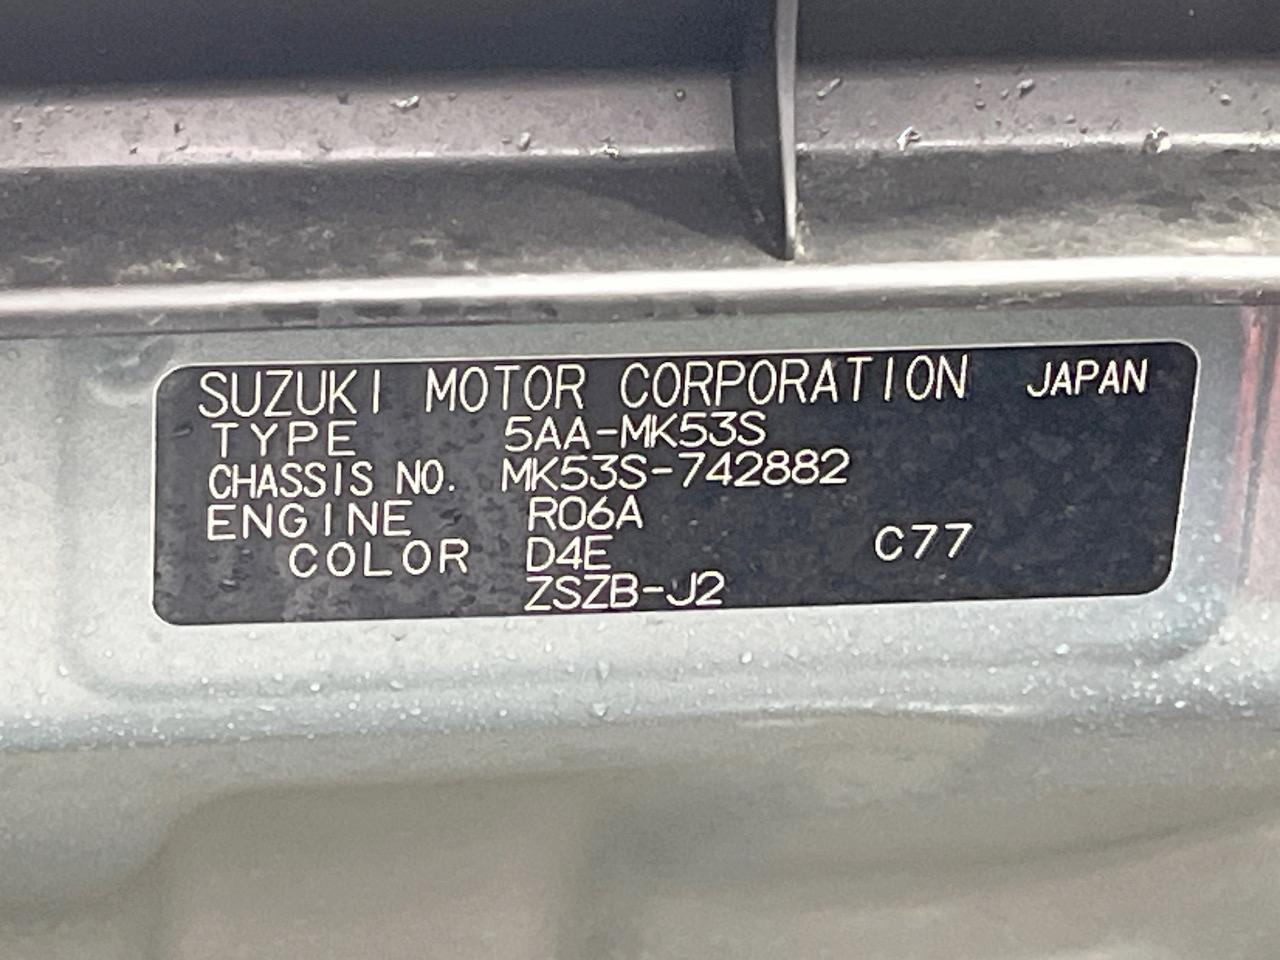 SUZUKI MOTOR CORPORATION JAPAN
TYPE 5AA-MK53S
CHASSIS NO. MK53S-742882
ENGINE R06A
COLOR D4E C77
ZSZB-J2